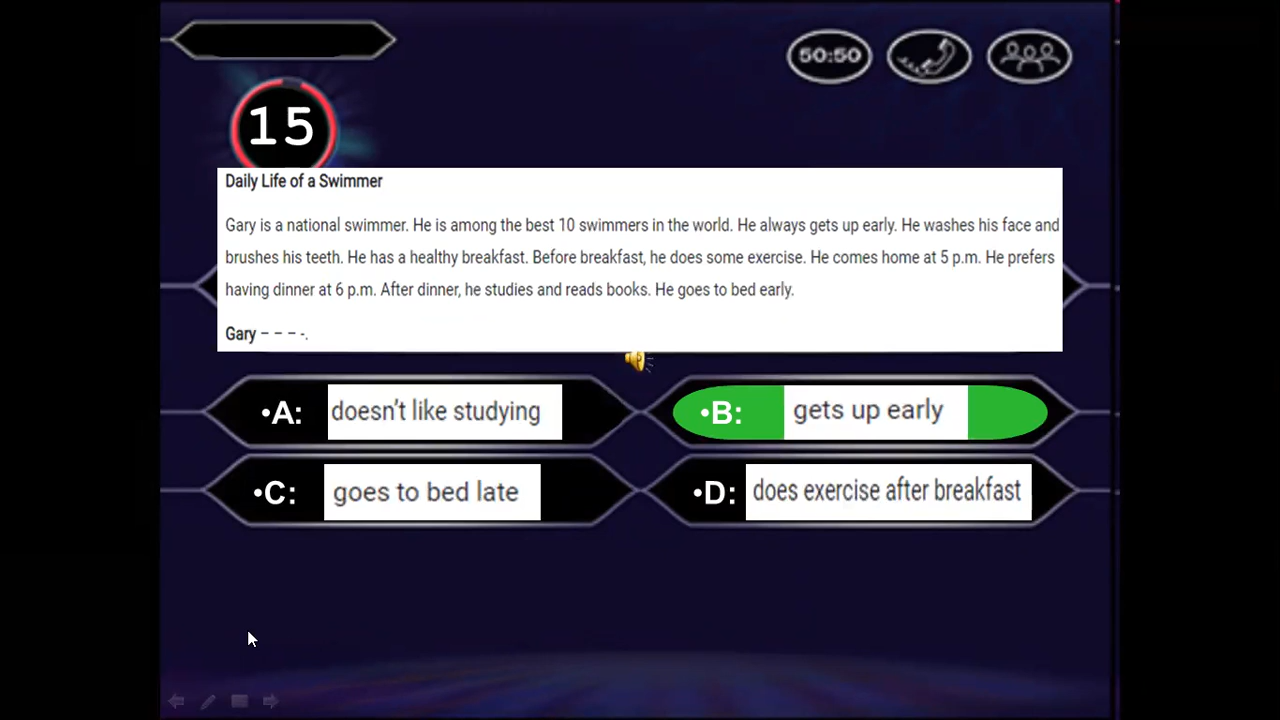 50:50
15
Daily Life of a Swimmer
Gary is a national swimmer. He is among the best 10 swimmers in the world. He always gets up early. He washes his face and
brushes his teeth. He has a healthy breakfast. Before breakfast, he does some exercise. He comes home at 5 p.m. He prefers
having dinner at 6 p.m. After dinner, he studies and reads books. He goes to bed early.
Gary – – – -.
•A: doesn’t like studying
•B: gets up early
•C: goes to bed late
•D: does exercise after breakfast